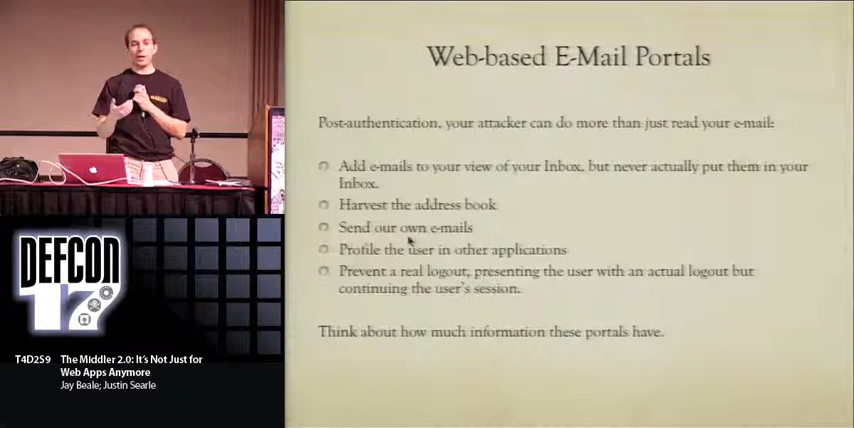 Web-based E-Mail Portals
Post-authentication, your attacker can do more than just read your e-mail:
Add e-mails to your view of your Inbox, but never actually put them in your
Inbox.
Harvest the address book
Send our own e-mails
Profile the user in other applications
Prevent a real logout, presenting the user with an actual logout but
continuing the user's session.
Think about how much information these portals have.
DEFCON
17
T4D2S9 The Middler 2.0: It's Not Just for
Web Apps Anymore
Jay Beale; Justin Searle